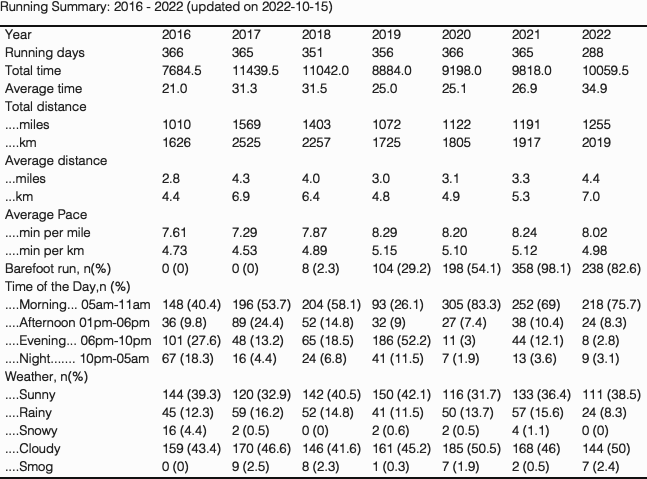 Running Summary: 2016 - 2022 (updated on 2022-10-15)
Year 2016 2017 2018 2019 2020 2021 2022
Running days 366 365 351 356 366 365 288
Total time 7684.5 11439.5 11042.0 8884.0 9198.0 9818.0 10059.5
Average time 21.0 31.3 31.5 25.0 25.1 26.9 34.9
Total distance
....miles 1010 1569 1403 1072 1122 1191 1255
....km 1626 2525 2257 1725 1805 1917 2019
Average distance
...miles 2.8 4.3 4.0 3.0 3.1 3.3 4.4
...km 4.4 6.9 6.4 4.8 4.9 5.3 7.0
Average Pace
....min per mile 7.61 7.29 7.87 8.29 8.20 8.24 8.02
....min per km 4.73 4.53 4.89 5.15 5.10 5.12 4.98
Barefoot run, n(%) 0 (0) 0 (0) 8 (2.3) 104 (29.2) 198 (54.1) 358 (98.1) 238 (82.6)
Time of the Day,n (%)
....Morning... 05am-11am 148 (40.4) 196 (53.7) 204 (58.1) 93 (26.1) 305 (83.3) 252 (69) 218 (75.7)
....Afternoon 01pm-06pm 36 (9.8) 89 (24.4) 52 (14.8) 32 (9) 27 (7.4) 38 (10.4) 24 (8.3)
....Evening... 06pm-10pm 101 (27.6) 48 (13.2) 65 (18.5) 186 (52.2) 11 (3) 44 (12.1) 8 (2.8)
....Night....... 10pm-05am 67 (18.3) 16 (4.4) 24 (6.8) 41 (11.5) 7 (1.9) 13 (3.6) 9 (3.1)
Weather, n(%)
....Sunny 144 (39.3) 120 (32.9) 142 (40.5) 150 (42.1) 116 (31.7) 133 (36.4) 111 (38.5)
....Rainy 45 (12.3) 59 (16.2) 52 (14.8) 41 (11.5) 50 (13.7) 57 (15.6) 24 (8.3)
....Snowy 16 (4.4) 2 (0.5) 0 (0) 2 (0.6) 2 (0.5) 4 (1.1) 0 (0)
....Cloudy 159 (43.4) 170 (46.6) 146 (41.6) 161 (45.2) 185 (50.5) 168 (46) 144 (50)
....Smog 0 (0) 9 (2.5) 8 (2.3) 1 (0.3) 7 (1.9) 2 (0.5) 7 (2.4)